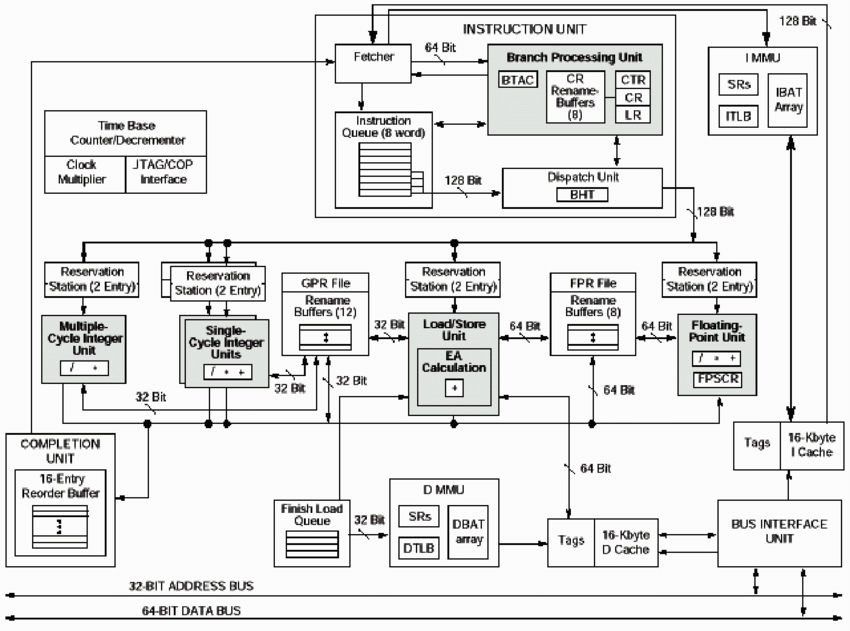 INSTRUCTION UNIT
128 Bit
Fetcher
64 Bit
Branch Processing Unit
BTAC
CR
Rename-
Buffers
(8)
CTR
CR
LR
I MMU
SRs
ITLB
IBAT
Array
Time Base
Counter/Decrementer
Clock
Multiplier
JTAG/COP
Interface
Instruction
Queue (8 word)
128 Bit
Dispatch Unit
BHT
128 Bit
Reservation
Station (2 Entry)
Reservation
Station (2 Entry)
GPR File
Rename
Buffers (12)
Reservation
Station (2 Entry)
FPR File
Rename
Buffers (8)
Reservation
Station (2 Entry)
Multiple-
Cycle Integer
Unit
/ * +
Single-
Cycle Integer
Units
/ * +
32 Bit
Load/Store
Unit
EA
Calculation
+
64 Bit
64 Bit
Floating-
Point Unit
/ * +
FPSCR
32 Bit
32 Bit
32 Bit
64 Bit
COMPLETION
UNIT
16-Entry
Reorder Buffer
Tags
16-Kbyte
I Cache
64 Bit
Finish Load
Queue
32 Bit
D MMU
SRs
DTLB
DBAT
array
Tags
16-Kbyte
D Cache
BUS INTERFACE
UNIT
32-BIT ADDRESS BUS
64-BIT DATA BUS